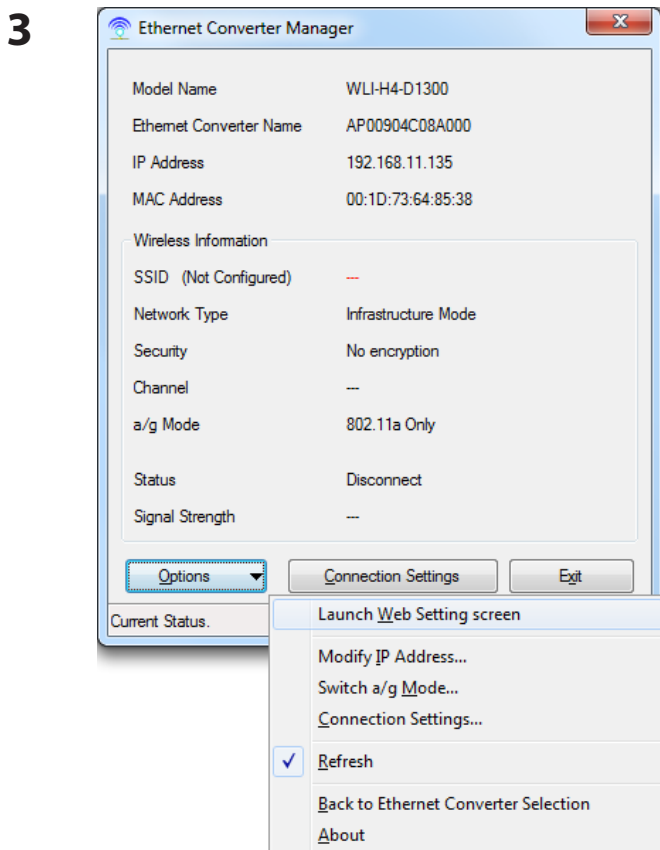 3
Ethernet Converter Manager
Model Name WLI-H4-D1300
Ethernet Converter Name AP00904C08A000
IP Address 192.168.11.135
MAC Address 00:1D:73:64:85:38
Wireless Information
SSID (Not Configured) ---
Network Type Infrastructure Mode
Security No encryption
Channel ---
a/g Mode 802.11a Only
Status Disconnect
Signal Strength ---
Options Connection Settings Exit
Current Status.
Launch Web Setting screen
Modify IP Address...
Switch a/g Mode...
Connection Settings...
Refresh
Back to Ethernet Converter Selection
About